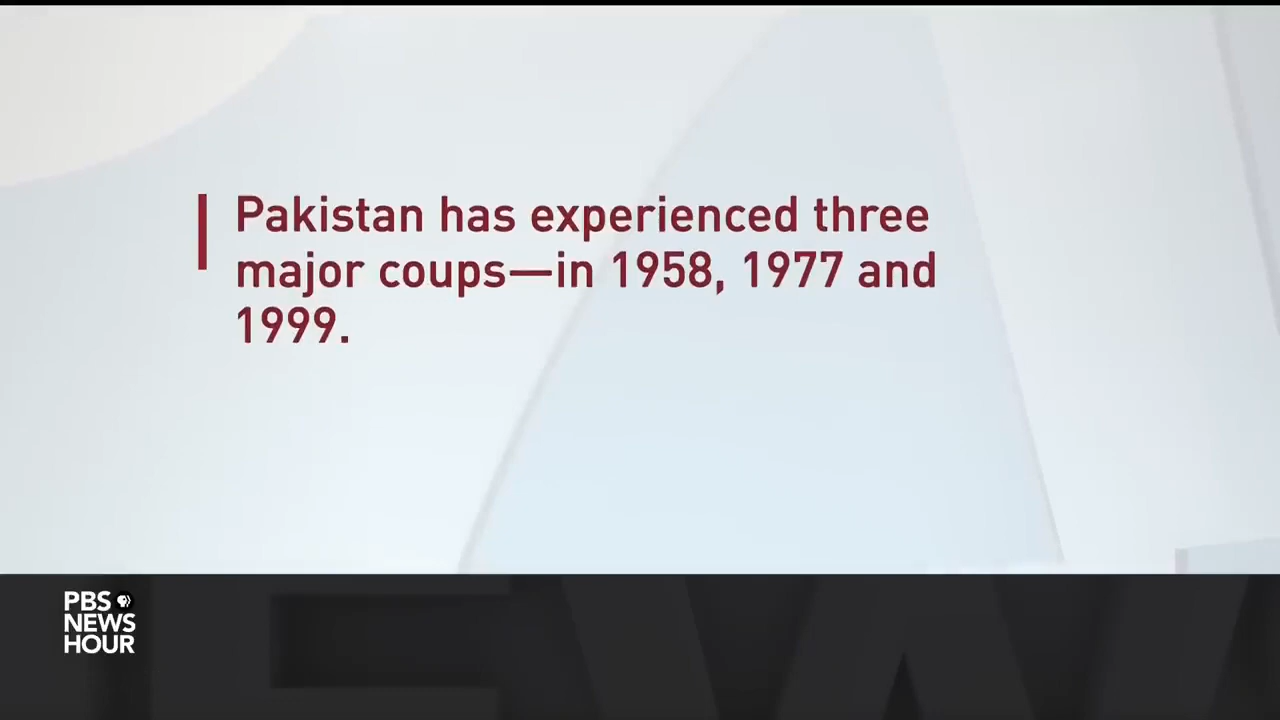 Pakistan has experienced three
major coups—in 1958, 1977 and
1999.
PBS
NEWS
HOUR